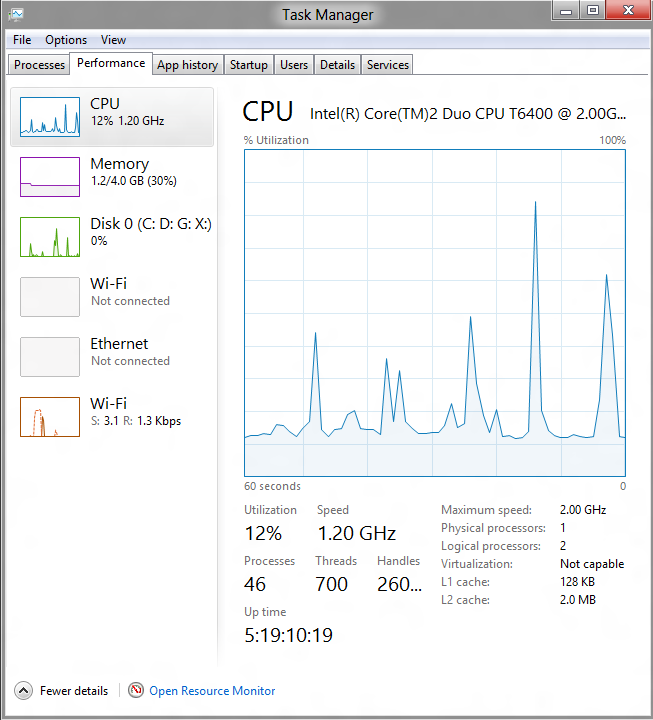 Task Manager
File Options View
Processes Performance App history Startup Users Details Services
CPU
12% 1.20 GHz
Memory
1.2/4.0 GB (30%)
Disk 0 (C: D: G: X:)
0%
Wi-Fi
Not connected
Ethernet
Not connected
Wi-Fi
S: 3.1 R: 1.3 Kbps
CPU Intel(R) Core(TM)2 Duo CPU T6400 @ 2.00G...
% Utilization 100%
60 seconds 0
Utilization Speed
12% 1.20 GHz
Processes Threads Handles
46 700 260...
Up time
5:19:10:19
Maximum speed: 2.00 GHz
Physical processors: 1
Logical processors: 2
Virtualization: Not capable
L1 cache: 128 KB
L2 cache: 2.0 MB
Fewer details Open Resource Monitor